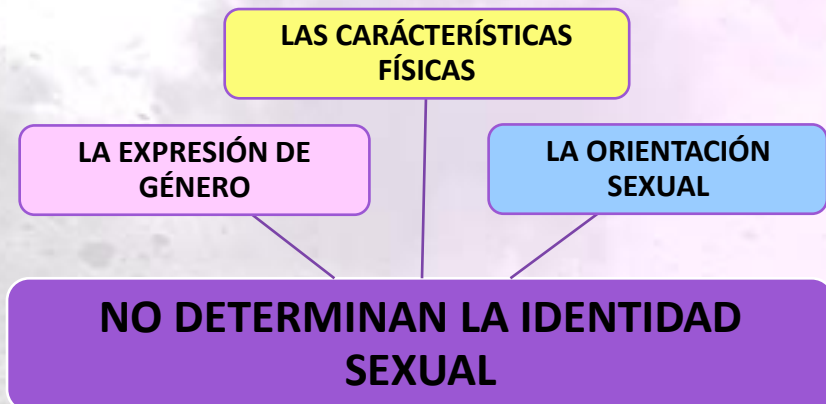 LAS CARÁCTERÍSTICAS
FÍSICAS
LA EXPRESIÓN DE
GÉNERO
LA ORIENTACIÓN
SEXUAL
NO DETERMINAN LA IDENTIDAD
SEXUAL